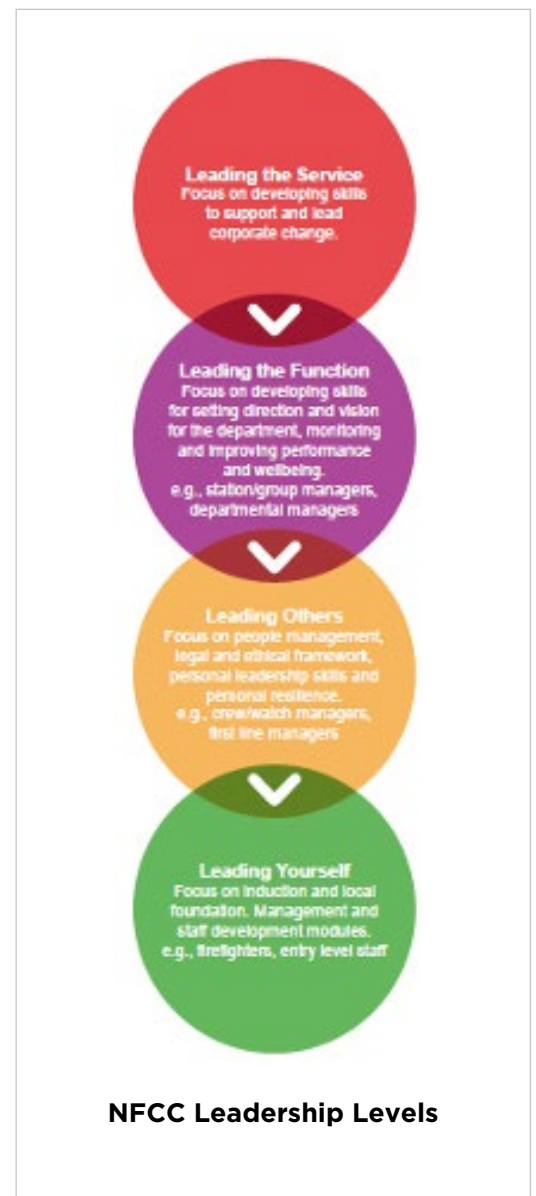 Leading the Service
Focus on developing skills
to support and lead
corporate change.
Leading the Function
Focus on developing skills
for setting direction and vision
for the department, monitoring
and improving performance
and wellbeing.
e.g., station/group managers,
departmental managers
Leading Others
Focus on people management,
legal and ethical framework,
personal leadership skills and
personal resilience.
e.g., crew/watch managers,
first line managers
Leading Yourself
Focus on induction and local
foundation. Management and
staff development modules.
e.g., firefighters, entry level staff
NFCC Leadership Levels